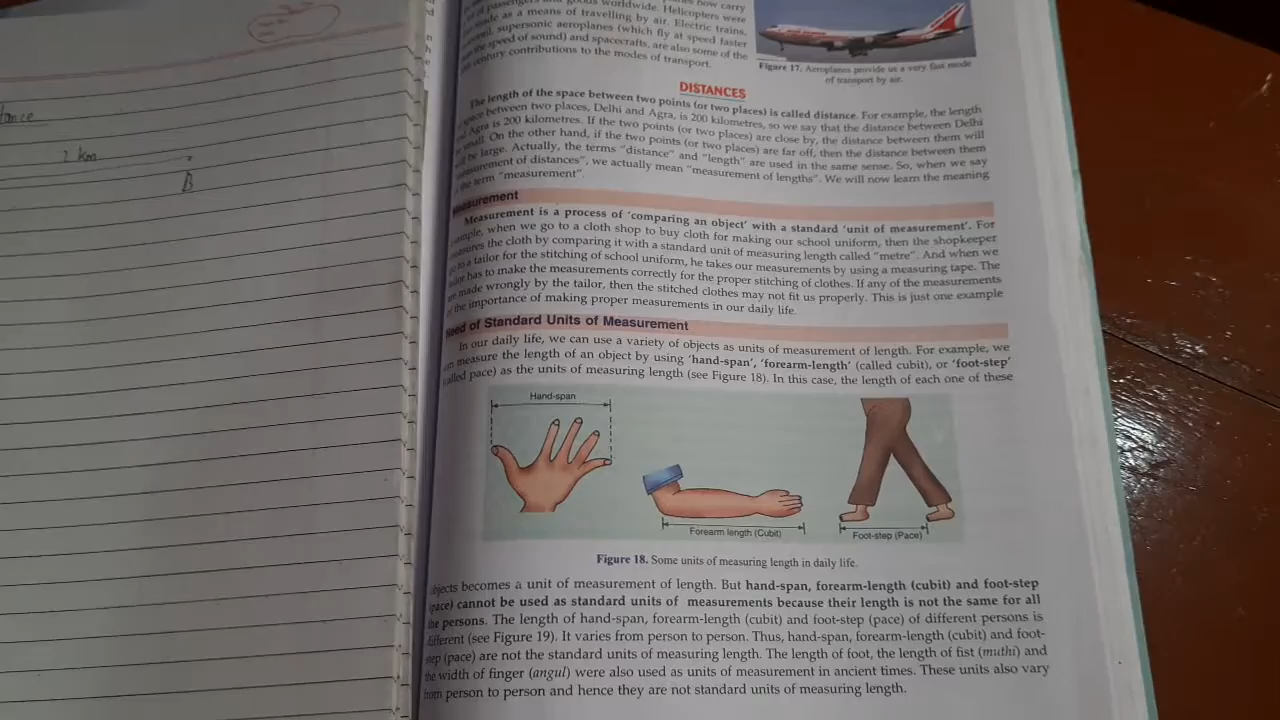 2 km
B
now carry
worldwide. Helicopters were
as a means of travelling by air. Electric trains,
supersonic aeroplanes (which fly at speed faster
speed of sound) and spacecrafts, are also some of the
century contributions to the modes of transport.
Figure 17. Aeroplanes provide us a very fast mode
of transport by air.
DISTANCES
The length of the space between two points (or two places) is called distance. For example, the length
between two places, Delhi and Agra, is 200 kilometres, so we say that the distance between Delhi
Agra is 200 kilometres. If the two points (or two places) are close by, the distance between them will
small. On the other hand, if the two points (or two places) are far off, then the distance between them
be large. Actually, the terms "distance" and "length" are used in the same sense. So, when we say
of distances", we actually mean "measurement of lengths". We will now learn the meaning
the term "measurement".
Measurement
Measurement is a process of 'comparing an object' with a standard 'unit of measurement'. For
when we go to a cloth shop to buy cloth for making our school uniform, then the shopkeeper
the cloth by comparing it with a standard unit of measuring length called "metre". And when we
to a tailor for the stitching of school uniform, he takes our measurements by using a measuring tape. The
has to make the measurements correctly for the proper stitching of clothes. If any of the measurements
made wrongly by the tailor, then the stitched clothes may not fit us properly. This is just one example
the importance of making proper measurements in our daily life.
Need of Standard Units of Measurement
In our daily life, we can use a variety of objects as units of measurement of length. For example, we
measure the length of an object by using 'hand-span', 'forearm-length' (called cubit), or 'foot-step'
called pace) as the units of measuring length (see Figure 18). In this case, the length of each one of these
Hand-span
Forearm length (Cubit)
Foot-step (Pace)
Figure 18. Some units of measuring length in daily life.
objects becomes a unit of measurement of length. But hand-span, forearm-length (cubit) and foot-step
(pace) cannot be used as standard units of measurements because their length is not the same for all
the persons. The length of hand-span, forearm-length (cubit) and foot-step (pace) of different persons is
different (see Figure 19). It varies from person to person. Thus, hand-span, forearm-length (cubit) and foot-
step (pace) are not the standard units of measuring length. The length of foot, the length of fist (muthi) and
the width of finger (angul) were also used as units of measurement in ancient times. These units also vary
from person to person and hence they are not standard units of measuring length.